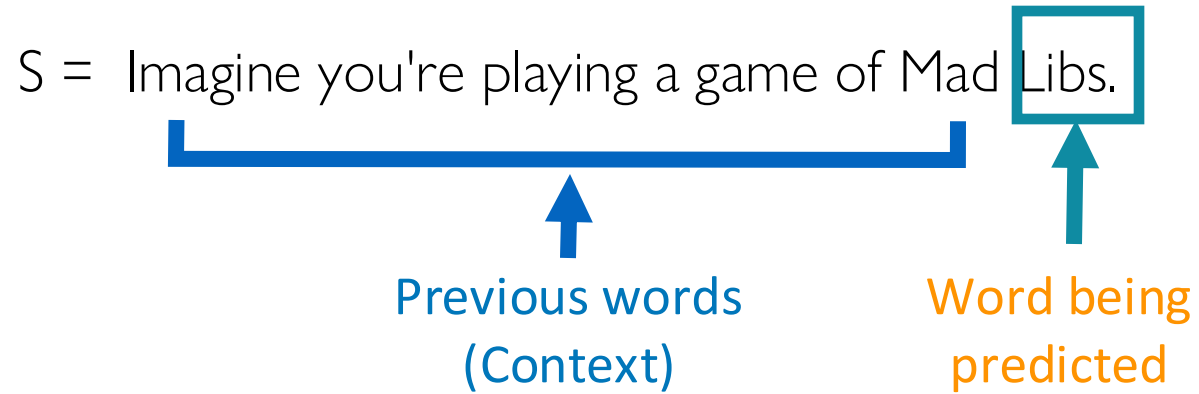 S = Imagine you're playing a game of Mad Libs.
Previous words
(Context)
Word being
predicted